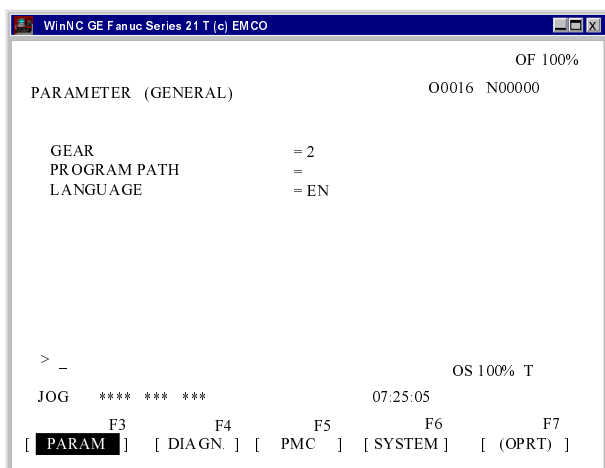 WinNC GE Fanuc Series 21 T (c) EMCO
OF 100%
PARAMETER (GENERAL) O0016 N00000
GEAR = 2
PROGRAM PATH =
LANGUAGE = EN
> _
OS 100% T
JOG **** *** *** 07:25:05
F3 F4 F5 F6 F7
[ PARAM ] [ DIAGN. ] [ PMC ] [ SYSTEM ] [ (OPRT) ]